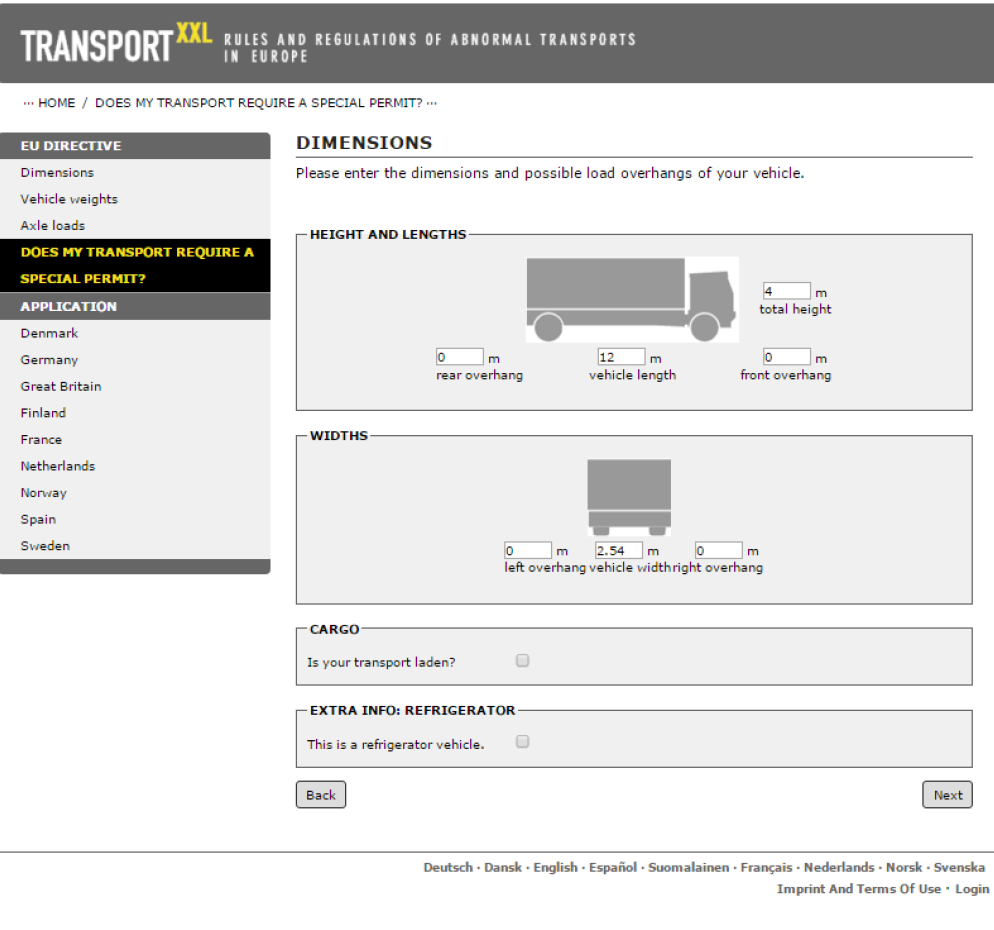 TRANSPORT XXL RULES AND REGULATIONS OF ABNORMAL TRANSPORTS
IN EUROPE
··· HOME / DOES MY TRANSPORT REQUIRE A SPECIAL PERMIT? ···
EU DIRECTIVE
Dimensions
Vehicle weights
Axle loads
DOES MY TRANSPORT REQUIRE A
SPECIAL PERMIT?
APPLICATION
Denmark
Germany
Great Britain
Finland
France
Netherlands
Norway
Spain
Sweden
DIMENSIONS
Please enter the dimensions and possible load overhangs of your vehicle.
HEIGHT AND LENGTHS
4 m
total height
0 m 12 m 0 m
rear overhang vehicle length front overhang
WIDTHS
0 m 2.54 m 0 m
left overhang vehicle width right overhang
CARGO
Is your transport laden?
EXTRA INFO: REFRIGERATOR
This is a refrigerator vehicle.
Back Next
Deutsch · Dansk · English · Español · Suomalainen · Français · Nederlands · Norsk · Svenska
Imprint And Terms Of Use · Login